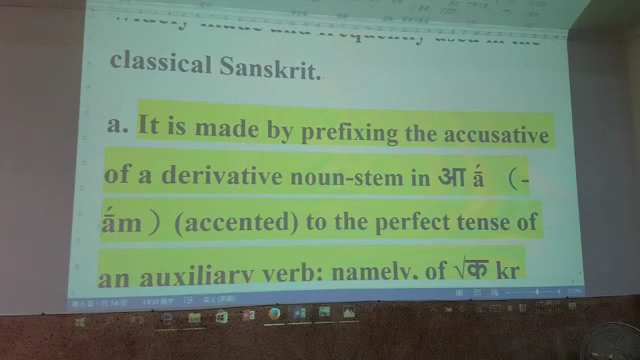 classical Sanskrit.
a. It is made by prefixing the accusative
of a derivative noun-stem in आ ā́ (-
ā́m) (accented) to the perfect tense of
an auxiliary verb: namely, of √क kr